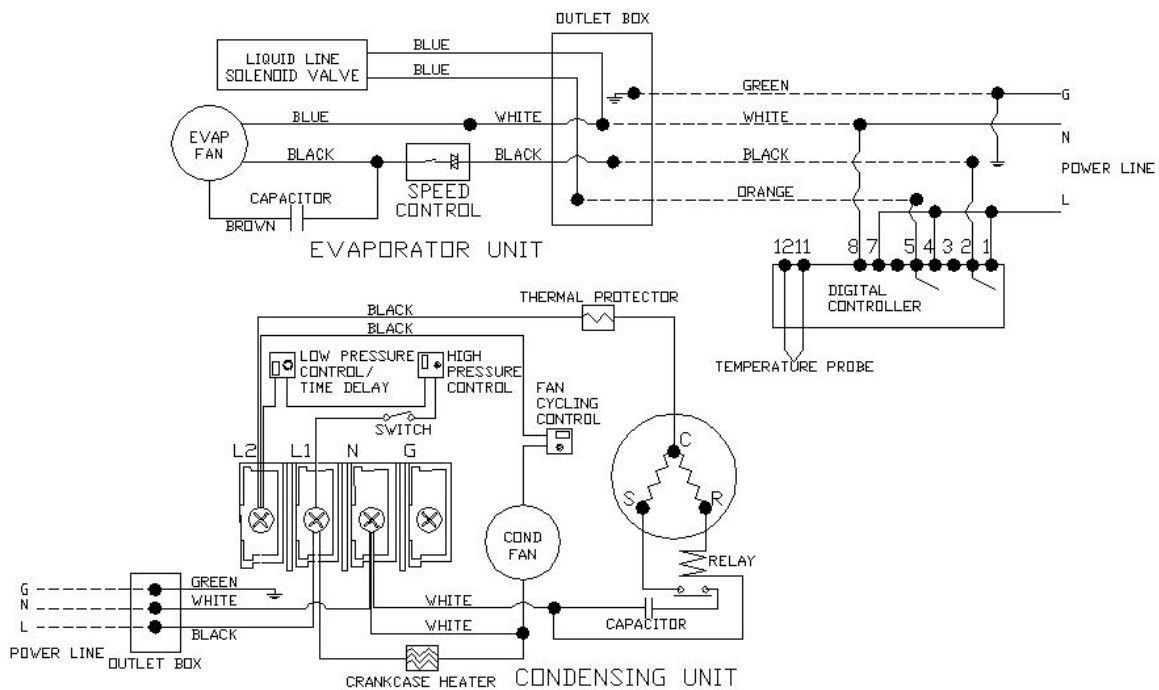 OUTLET BOX
LIQUID LINE
SOLENOID VALVE
BLUE
BLUE
GREEN
G
EVAP
FAN
BLUE
WHITE
WHITE
N
BLACK
BLACK
BLACK
POWER LINE
SPEED
CONTROL
CAPACITOR
BROWN
ORANGE
L
EVAPORATOR UNIT
12 11 8 7 5 4 3 2 1
DIGITAL
CONTROLLER
TEMPERATURE PROBE
THERMAL PROTECTOR
BLACK
BLACK
LOW PRESSURE
CONTROL/
TIME DELAY
HIGH
PRESSURE
CONTROL
FAN
CYCLING
CONTROL
SWITCH
L2 L1 N G
C
S R
COND
FAN
RELAY
G
N
L
POWER LINE
OUTLET BOX
GREEN
WHITE
BLACK
WHITE
WHITE
CAPACITOR
CRANKCASE HEATER
CONDENSING UNIT